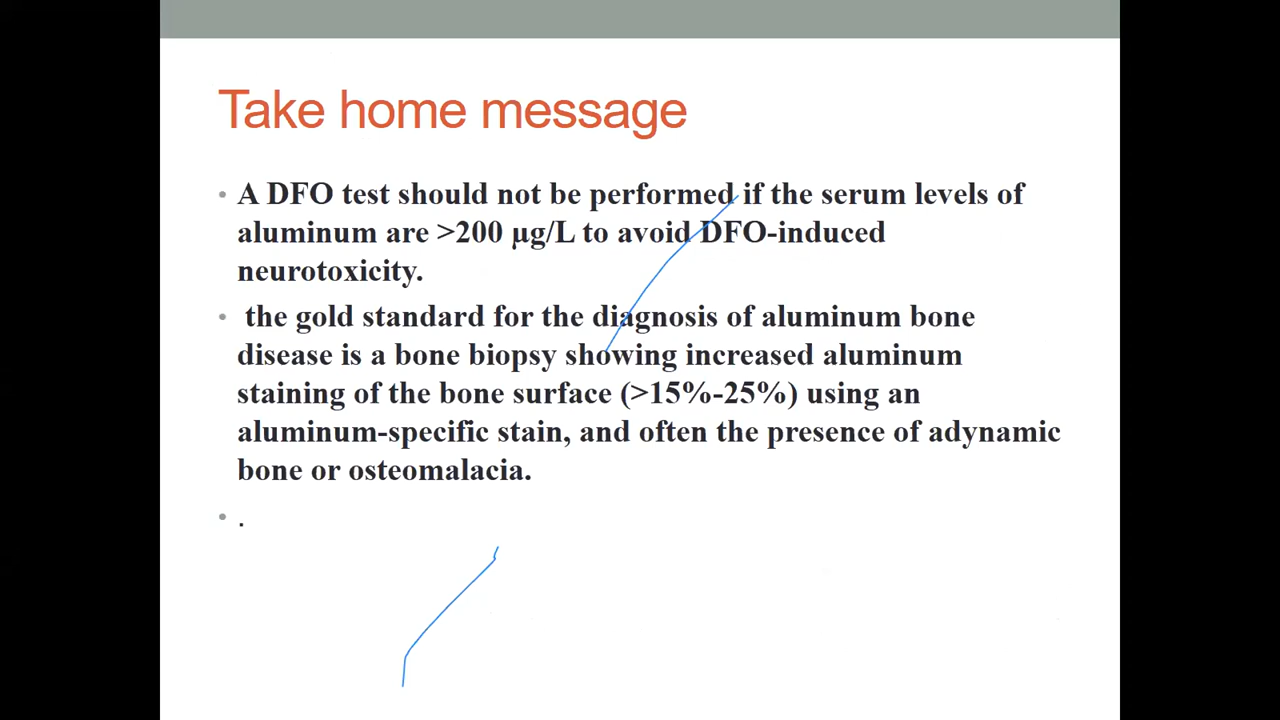 Take home message
• A DFO test should not be performed if the serum levels of
aluminum are >200 µg/L to avoid DFO-induced
neurotoxicity.
• the gold standard for the diagnosis of aluminum bone
disease is a bone biopsy showing increased aluminum
staining of the bone surface (>15%-25%) using an
aluminum-specific stain, and often the presence of adynamic
bone or osteomalacia.
• .